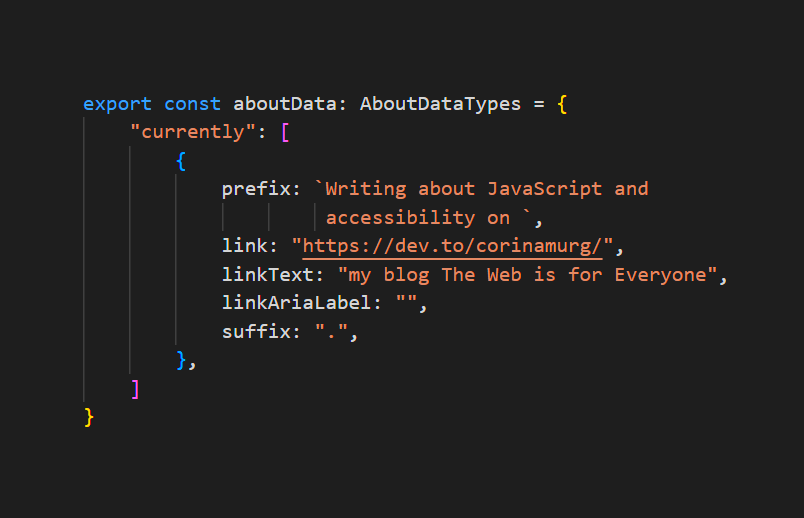 export const aboutData: AboutDataTypes = {
    "currently": [
        {
            prefix: `Writing about JavaScript and
                     accessibility on `,
            link: "https://dev.to/corinamurg/",
            linkText: "my blog The Web is for Everyone",
            linkAriaLabel: "",
            suffix: ".",
        },
    ]
}